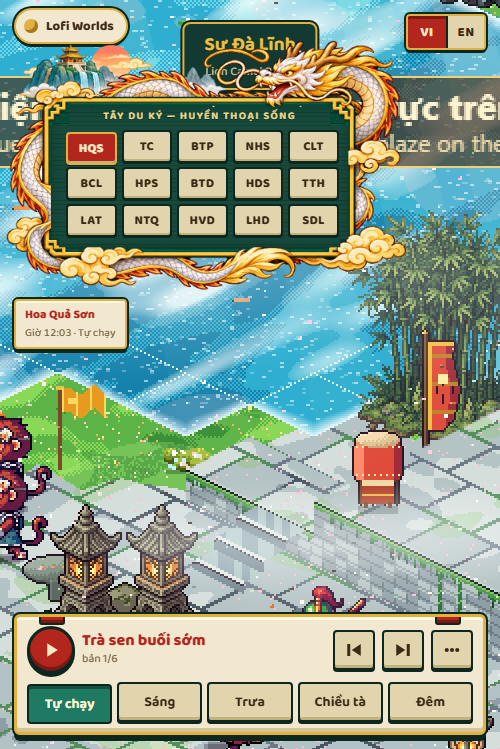 Lofi Worlds
Sư Đà Lĩnh
VI
EN
TÂY DU KÝ — HUYỀN THOẠI SỐNG
HQS
TC
BTP
NHS
CLT
BCL
HPS
BTD
HDS
TTH
LAT
NTQ
HVD
LHD
SDL
Hoa Quả Sơn
Giờ 12:03 · Tự chạy
Trà sen buổi sớm
bản 1/6
Tự chạy
Sáng
Trưa
Chiều tà
Đêm